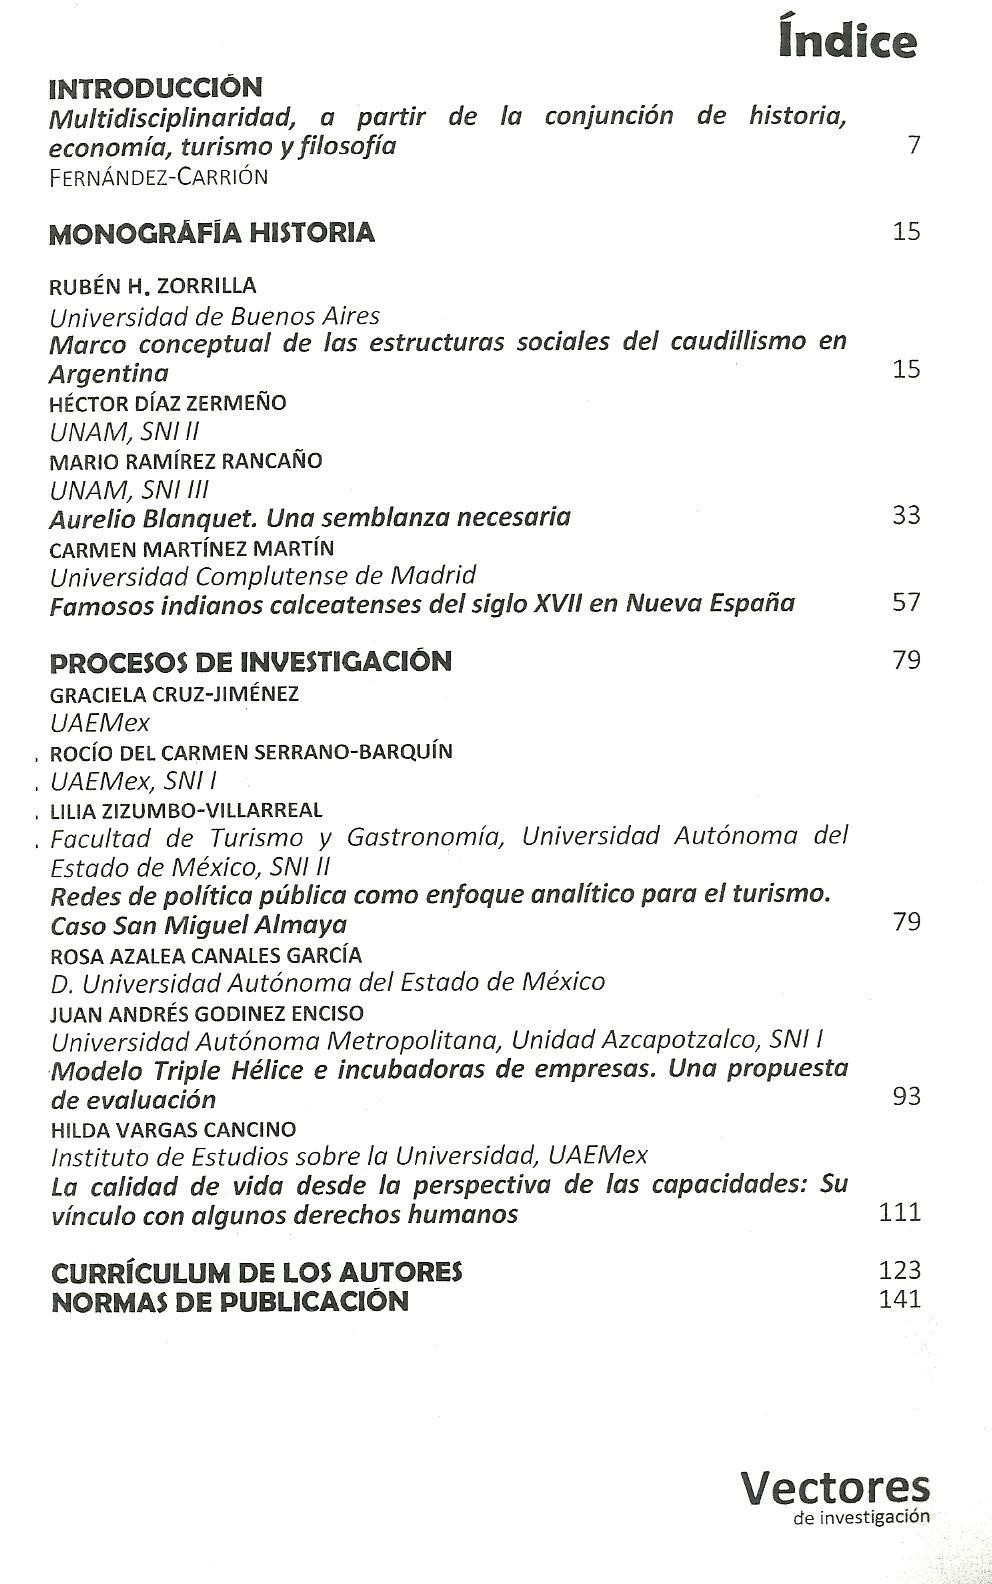 Índice
INTRODUCCIÓN
Multidisciplinaridad, a partir de la conjunción de historia,
economía, turismo y filosofía 7
FERNÁNDEZ-CARRIÓN
MONOGRÁFÍA HISTORIA 15
RUBÉN H. ZORRILLA
Universidad de Buenos Aires
Marco conceptual de las estructuras sociales del caudillismo en
Argentina 15
HÉCTOR DÍAZ ZERMEÑO
UNAM, SNI II
MARIO RAMÍREZ RANCAÑO
UNAM, SNI III
Aurelio Blanquet. Una semblanza necesaria 33
CARMEN MARTÍNEZ MARTÍN
Universidad Complutense de Madrid
Famosos indianos calceatenses del siglo XVII en Nueva España 57
PROCESOS DE INVESTIGACIÓN 79
GRACIELA CRUZ-JIMÉNEZ
UAEMex
ROCÍO DEL CARMEN SERRANO-BARQUÍN
UAEMex, SNI I
LILIA ZIZUMBO-VILLARREAL
Facultad de Turismo y Gastronomía, Universidad Autónoma del
Estado de México, SNI II
Redes de política pública como enfoque analítico para el turismo.
Caso San Miguel Almaya 79
ROSA AZALEA CANALES GARCÍA
D. Universidad Autónoma del Estado de México
JUAN ANDRÉS GODINEZ ENCISO
Universidad Autónoma Metropolitana, Unidad Azcapotzalco, SNI I
Modelo Triple Hélice e incubadoras de empresas. Una propuesta
de evaluación 93
HILDA VARGAS CANCINO
Instituto de Estudios sobre la Universidad, UAEMex
La calidad de vida desde la perspectiva de las capacidades: Su
vínculo con algunos derechos humanos 111
CURRÍCULUM DE LOS AUTORES 123
NORMAS DE PUBLICACIÓN 141
Vectores
de investigación